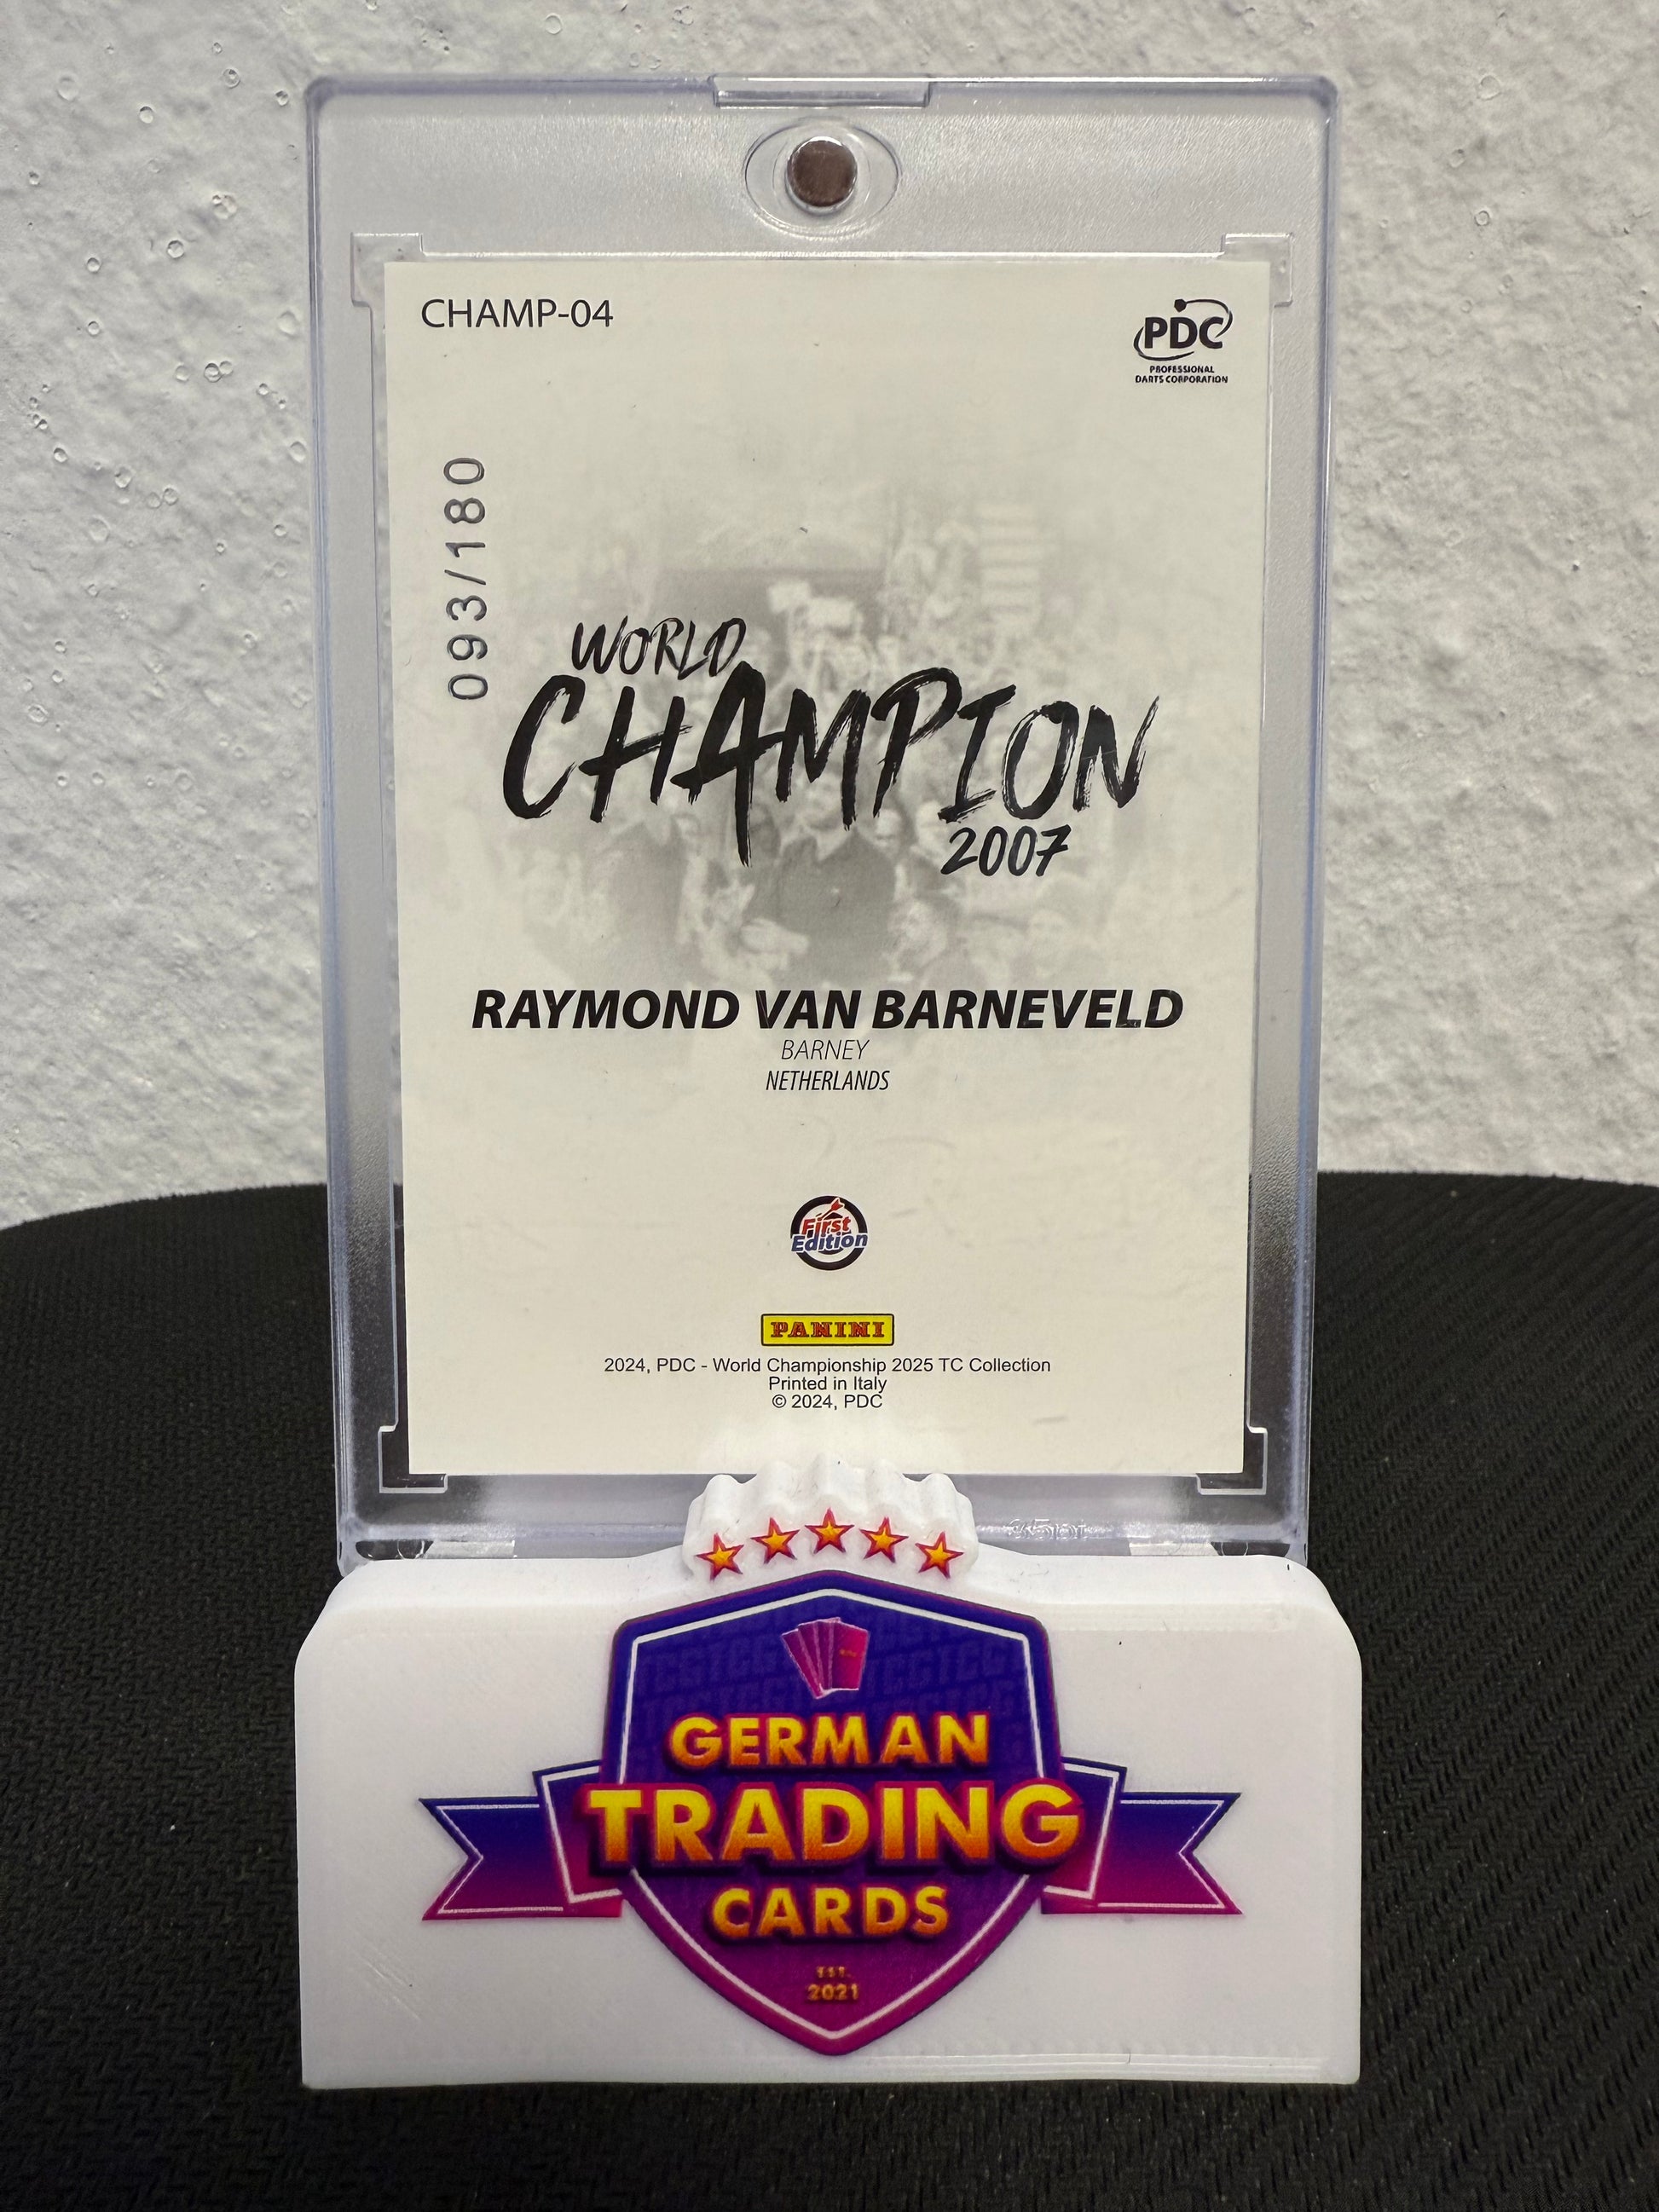 CHAMP-04
PDC
PROFESSIONAL
DARTS CORPORATION
093/180
WORLD
CHAMPION
2007
RAYMOND VAN BARNEVELD
BARNEY
NETHERLANDS
First
Edition
PANINI
2024, PDC - World Championship 2025 TC Collection
Printed in Italy
© 2024, PDC
GERMAN
TRADING
CARDS
EST.
2021